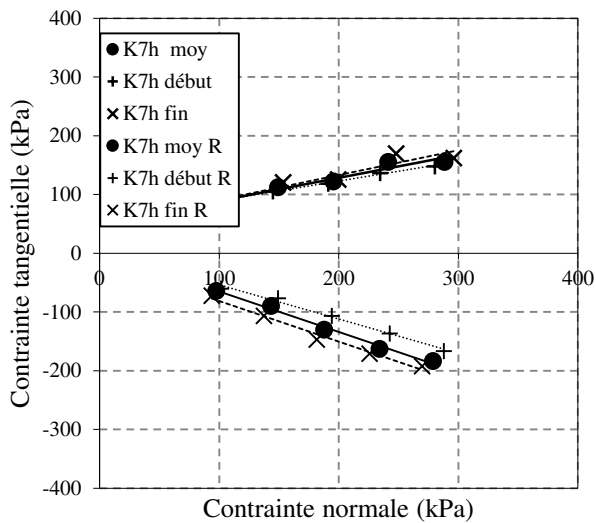 400
300
200
100
0
-100
-200
-300
-400
Contrainte tangentielle (kPa)
K7h moy
K7h début
K7h fin
K7h moy R
K7h début R
K7h fin R
0 100 200 300 400
Contrainte normale (kPa)